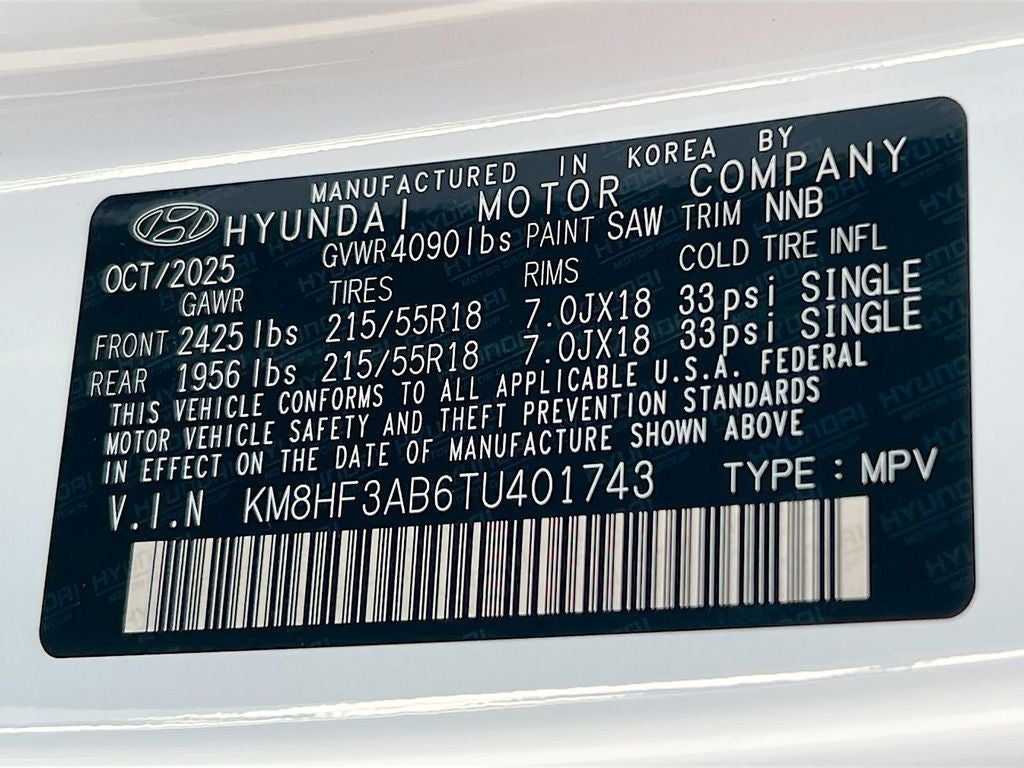 MANUFACTURED IN KOREA BY
HYUNDAI MOTOR COMPANY
OCT/2025 GVWR 4090lbs PAINT SAW TRIM NNB
GAWR TIRES RIMS COLD TIRE INFL
FRONT 2425 lbs 215/55R18 7.0JX18 33psi SINGLE
REAR 1956 lbs 215/55R18 7.0JX18 33psi SINGLE
THIS VEHICLE CONFORMS TO ALL APPLICABLE U.S.A. FEDERAL
MOTOR VEHICLE SAFETY AND THEFT PREVENTION STANDARDS
IN EFFECT ON THE DATE OF MANUFACTURE SHOWN ABOVE
V.I.N KM8HF3AB6TU401743 TYPE : MPV